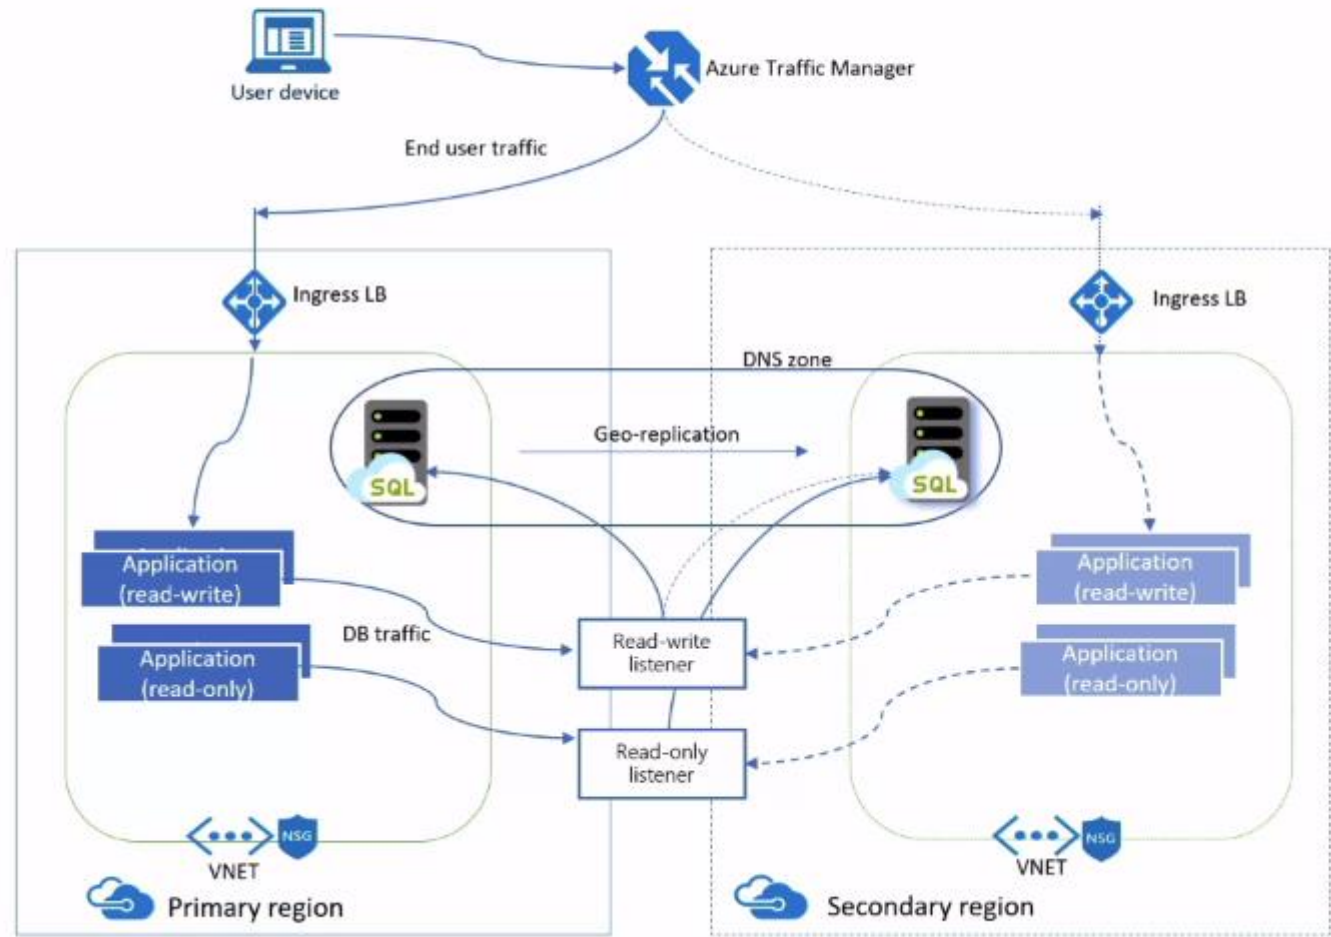 User device
Azure Traffic Manager
End user traffic
Ingress LB
Ingress LB
DNS zone
Geo-replication
SQL
SQL
Application
(read-write)
Application
(read-write)
DB traffic
Read-write
listener
Application
(read-only)
Application
(read-only)
Read-only
listener
NSG
VNET
NSG
VNET
Primary region
Secondary region